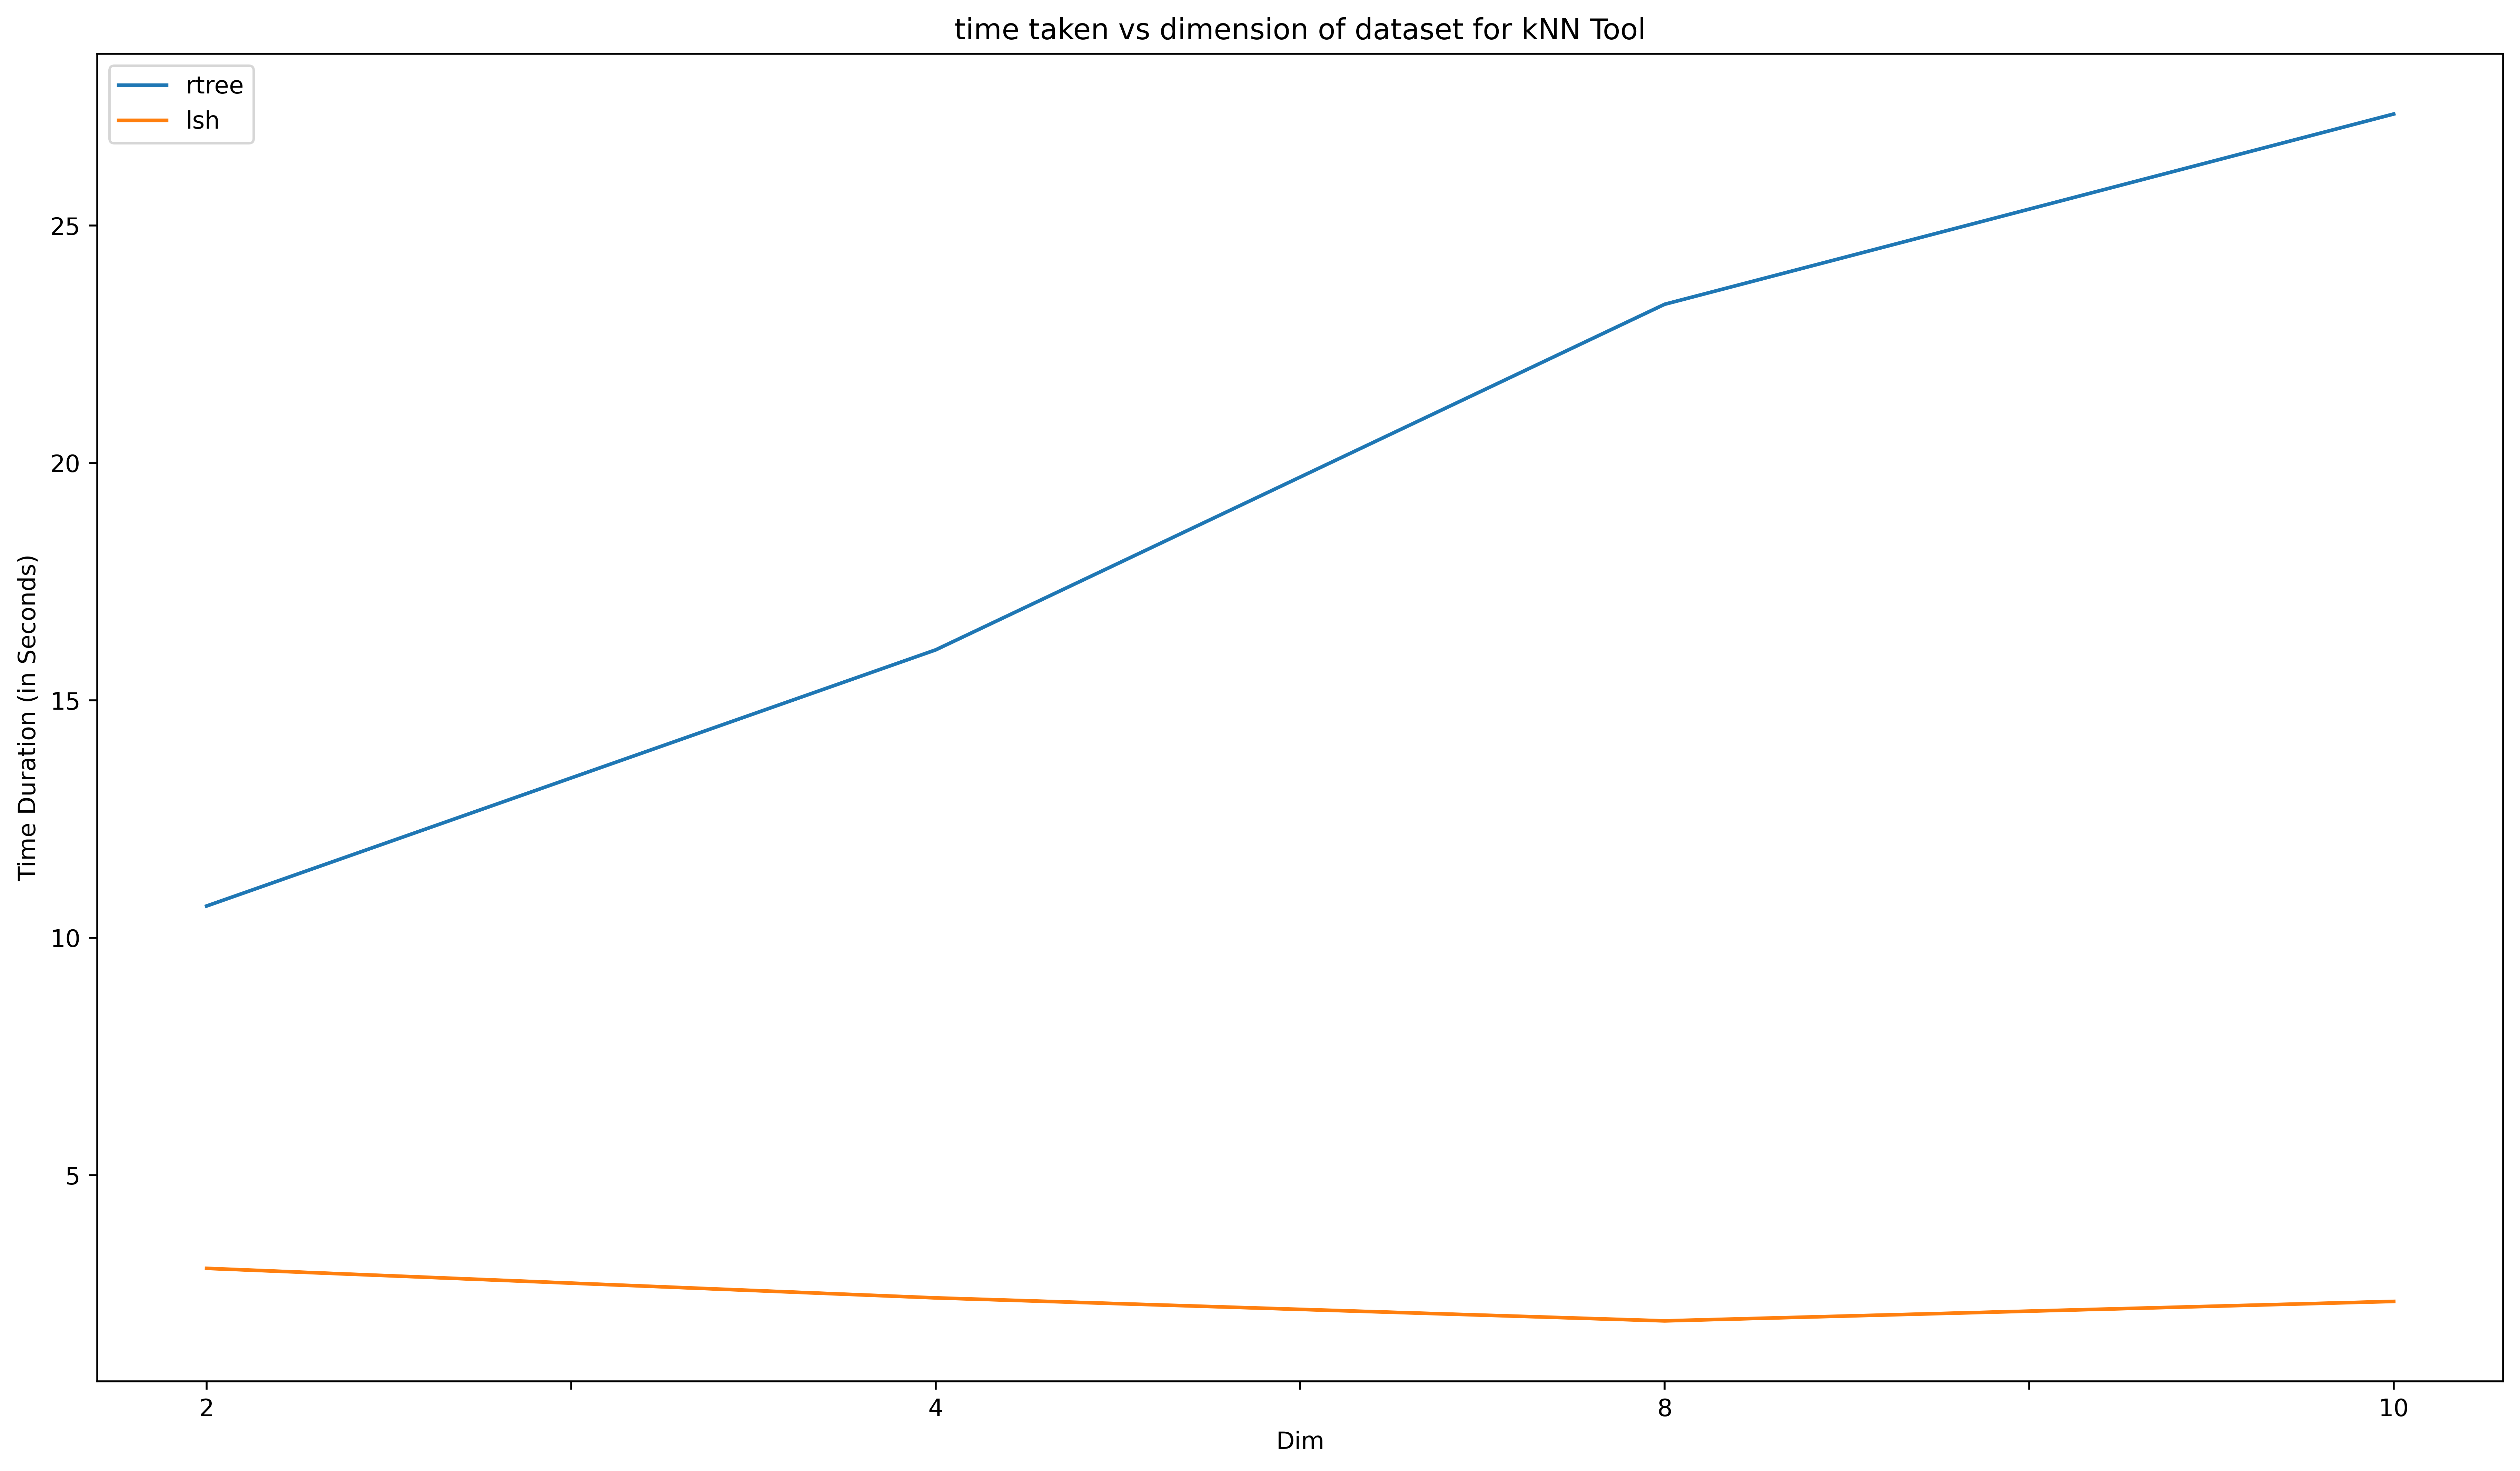 time taken vs dimension of dataset for kNN Tool
rtree
lsh
Time Duration (in Seconds)
25
20
15
10
5
2
4
8
10
Dim